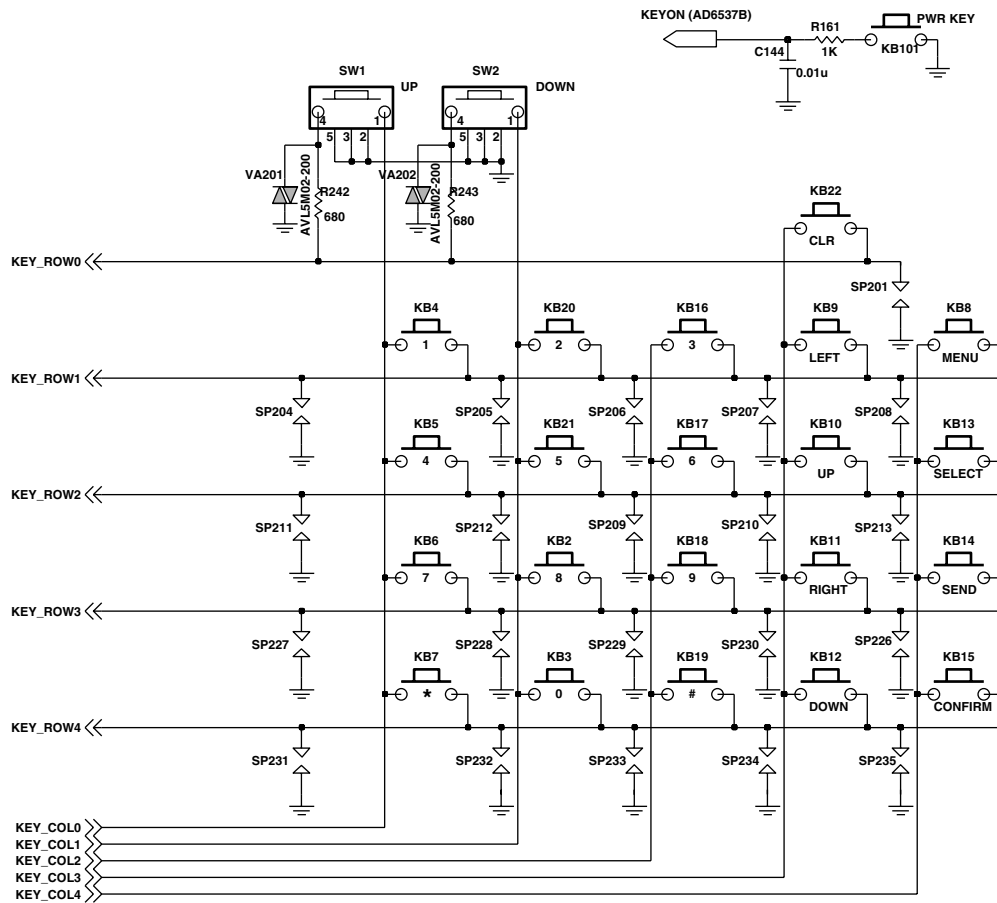 KEYON (AD6537B)
R161
PWR KEY
C144
1K
KB101
0.01u
SW1
UP
SW2
DOWN
4
1
4
1
5
3
2
5
3
2
VA201
AVL5M02-200
R242
680
VA202
AVL5M02-200
R243
680
KB22
CLR
KEY_ROW0
SP201
KB4
KB20
KB16
KB9
KB8
1
2
3
LEFT
MENU
KEY_ROW1
SP204
SP205
SP206
SP207
SP208
KB5
KB21
KB17
KB10
KB13
4
5
6
UP
SELECT
KEY_ROW2
SP211
SP212
SP209
SP210
SP213
KB6
KB2
KB18
KB11
KB14
7
8
9
RIGHT
SEND
KEY_ROW3
SP227
SP228
SP229
SP230
SP226
KB7
KB3
KB19
KB12
KB15
*
0
#
DOWN
CONFIRM
KEY_ROW4
SP231
SP232
SP233
SP234
SP235
KEY_COL0
KEY_COL1
KEY_COL2
KEY_COL3
KEY_COL4